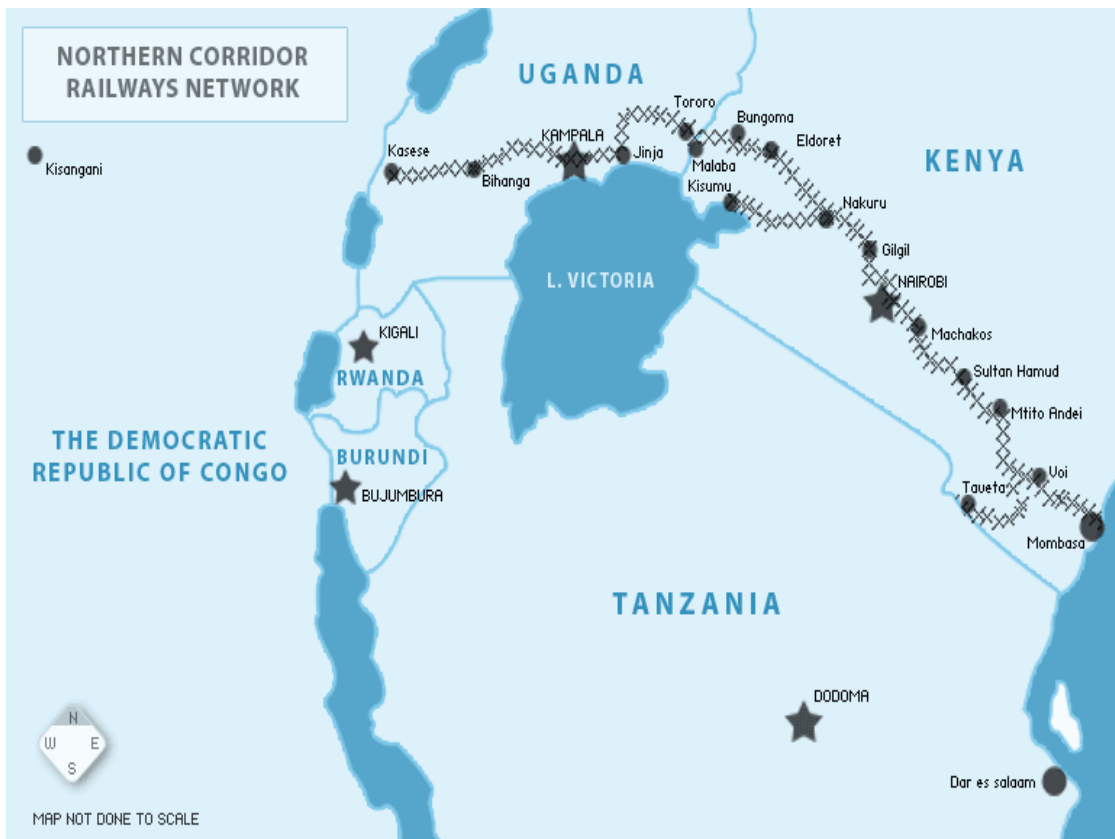 NORTHERN CORRIDOR
RAILWAYS NETWORK
UGANDA
Tororo
Bungoma
KAMPALA
Eldoret
Kisangani
Kasese
Bihanga
Jinja
Malaba
KENYA
Kisumu
Nakuru
Gilgil
L. VICTORIA
NAIROBI
KIGALI
Machakos
RWANDA
Sultan Hamud
Mtito Andei
THE DEMOCRATIC
REPUBLIC OF CONGO
BURUNDI
BUJUMBURA
Voi
Taveta
Mombasa
TANZANIA
DODOMA
N
W E
S
Dar es salaam
MAP NOT DONE TO SCALE